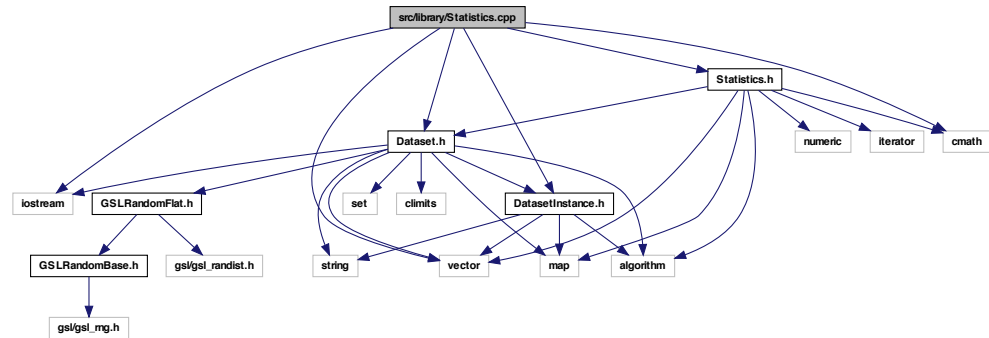 src/library/Statistics.cpp
Statistics.h
Dataset.h
numeric
iterator
cmath
iostream
GSLRandomFlat.h
set
climits
DatasetInstance.h
GSLRandomBase.h
gsl/gsl_randist.h
string
vector
map
algorithm
gsl/gsl_rng.h